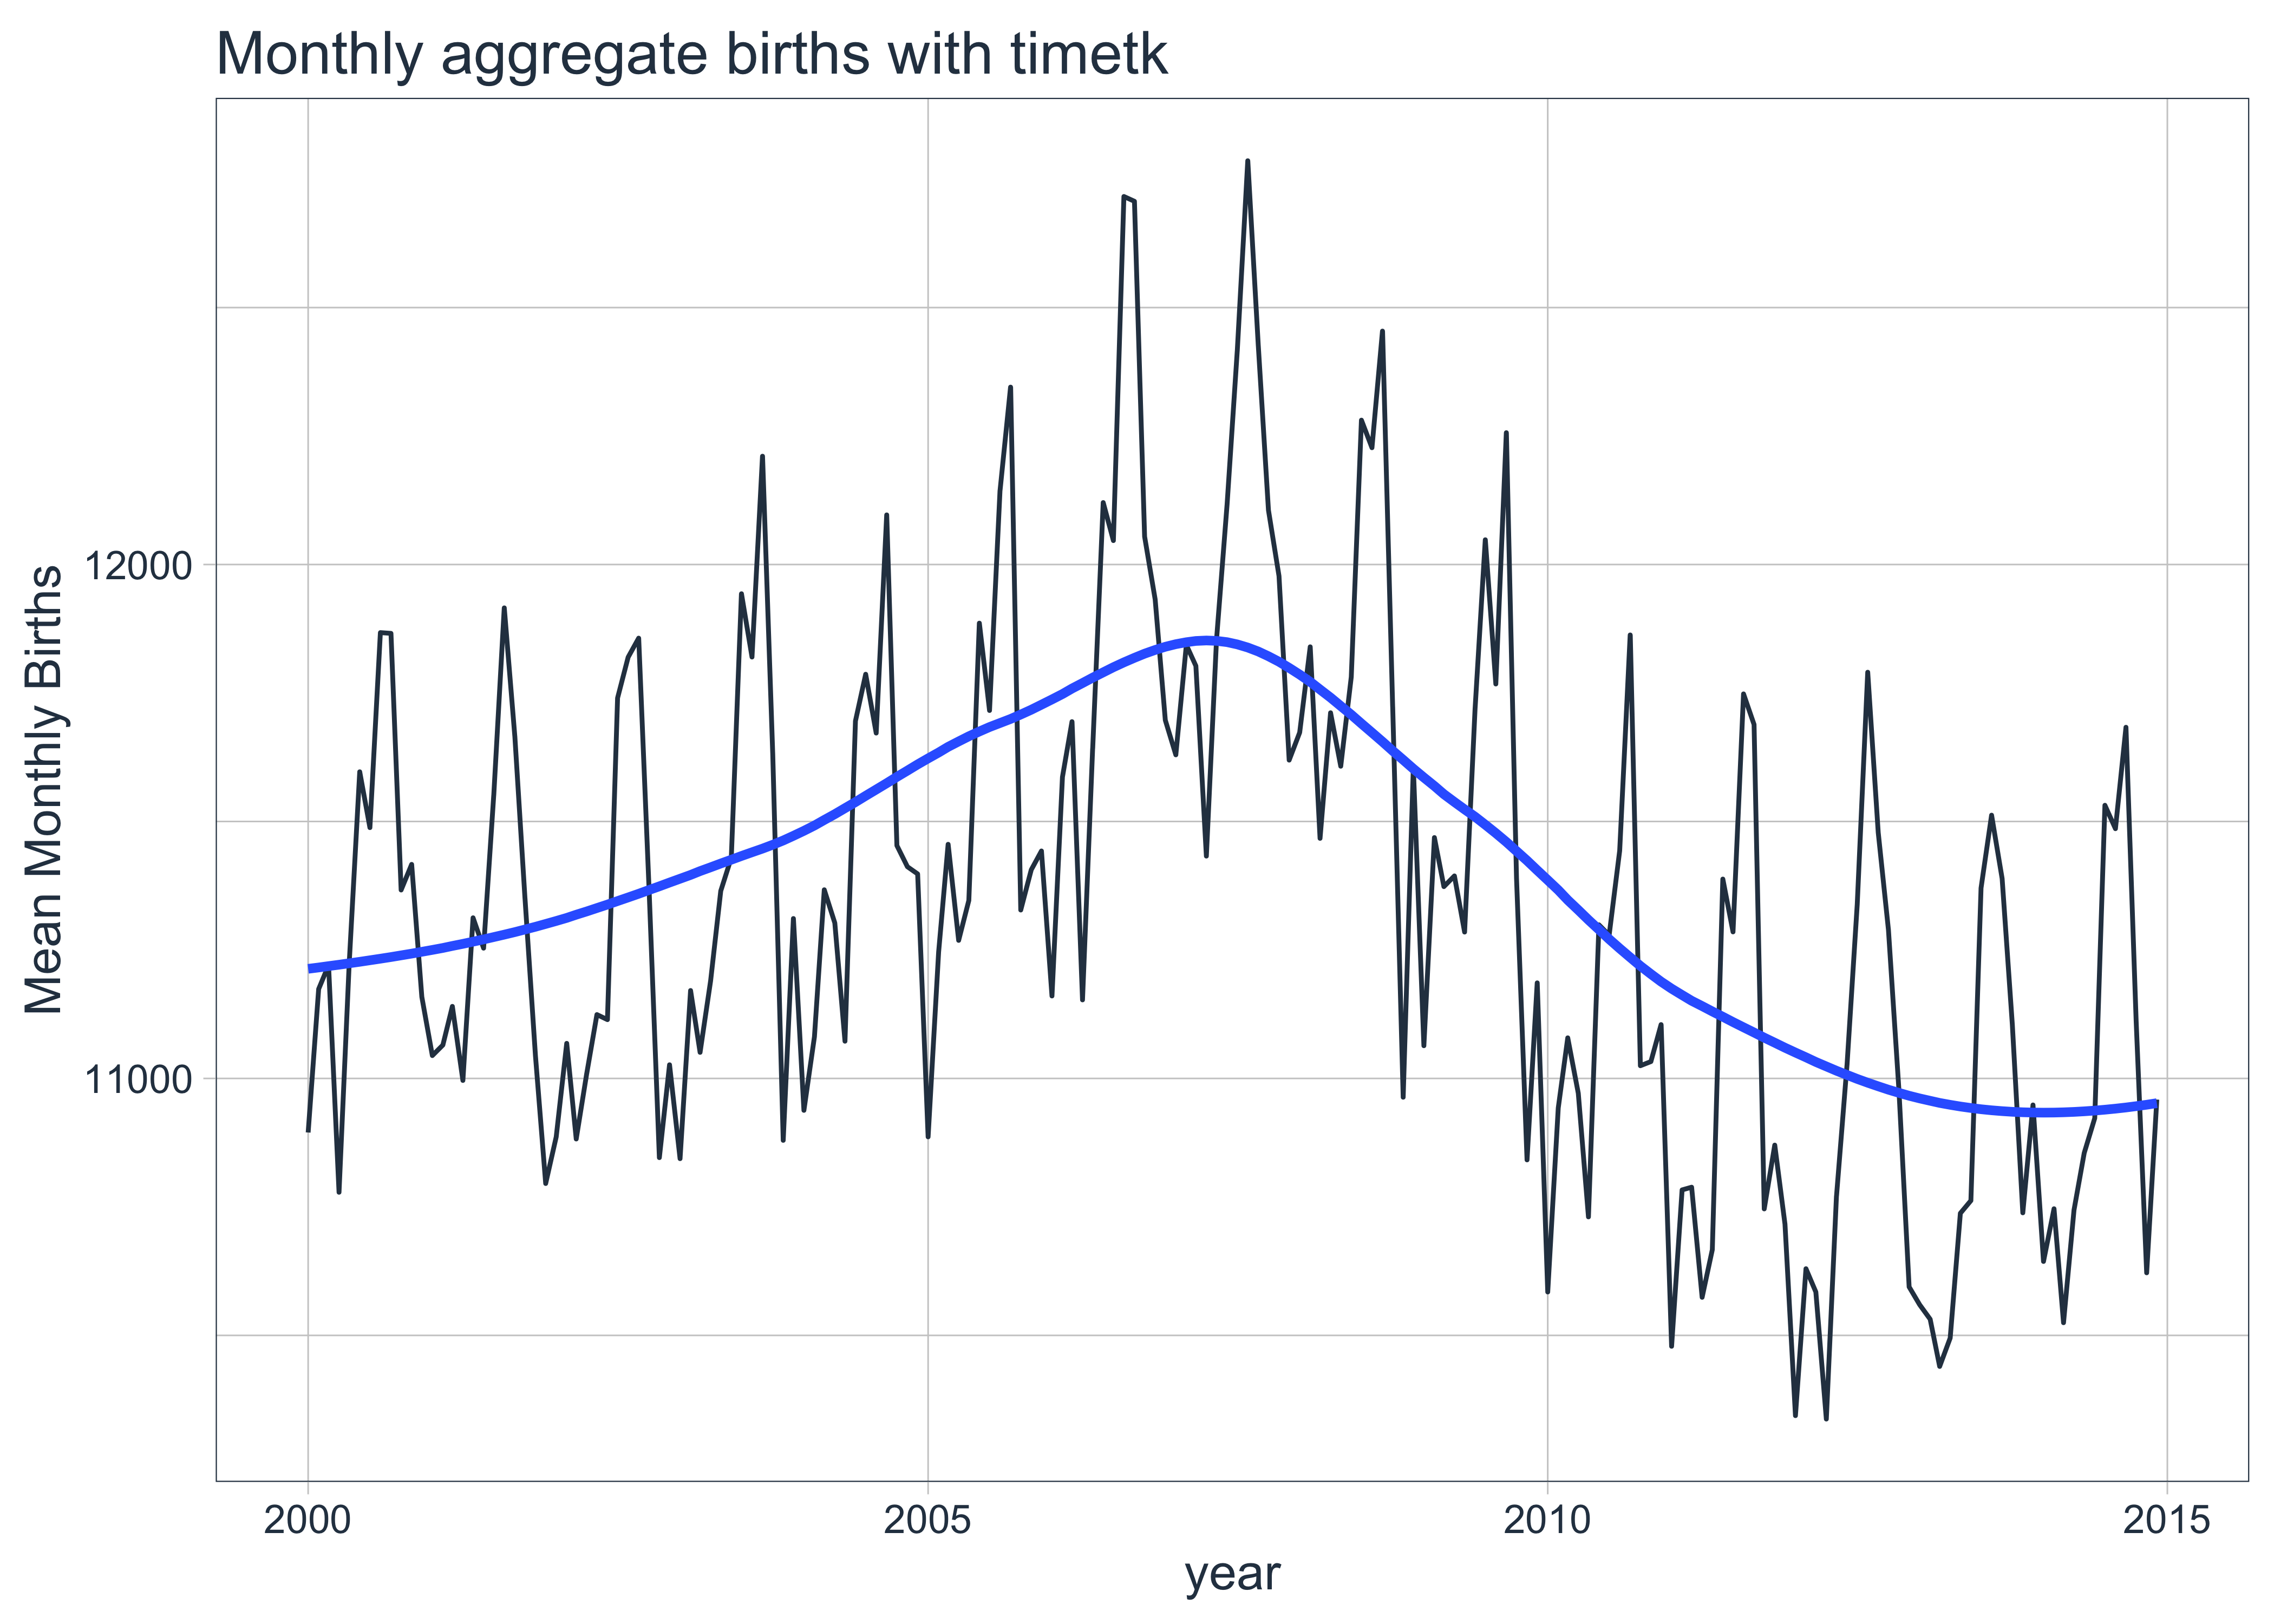 Monthly aggregate births with timetk
Mean Monthly Births
12000
11000
2000
2005
2010
2015
year